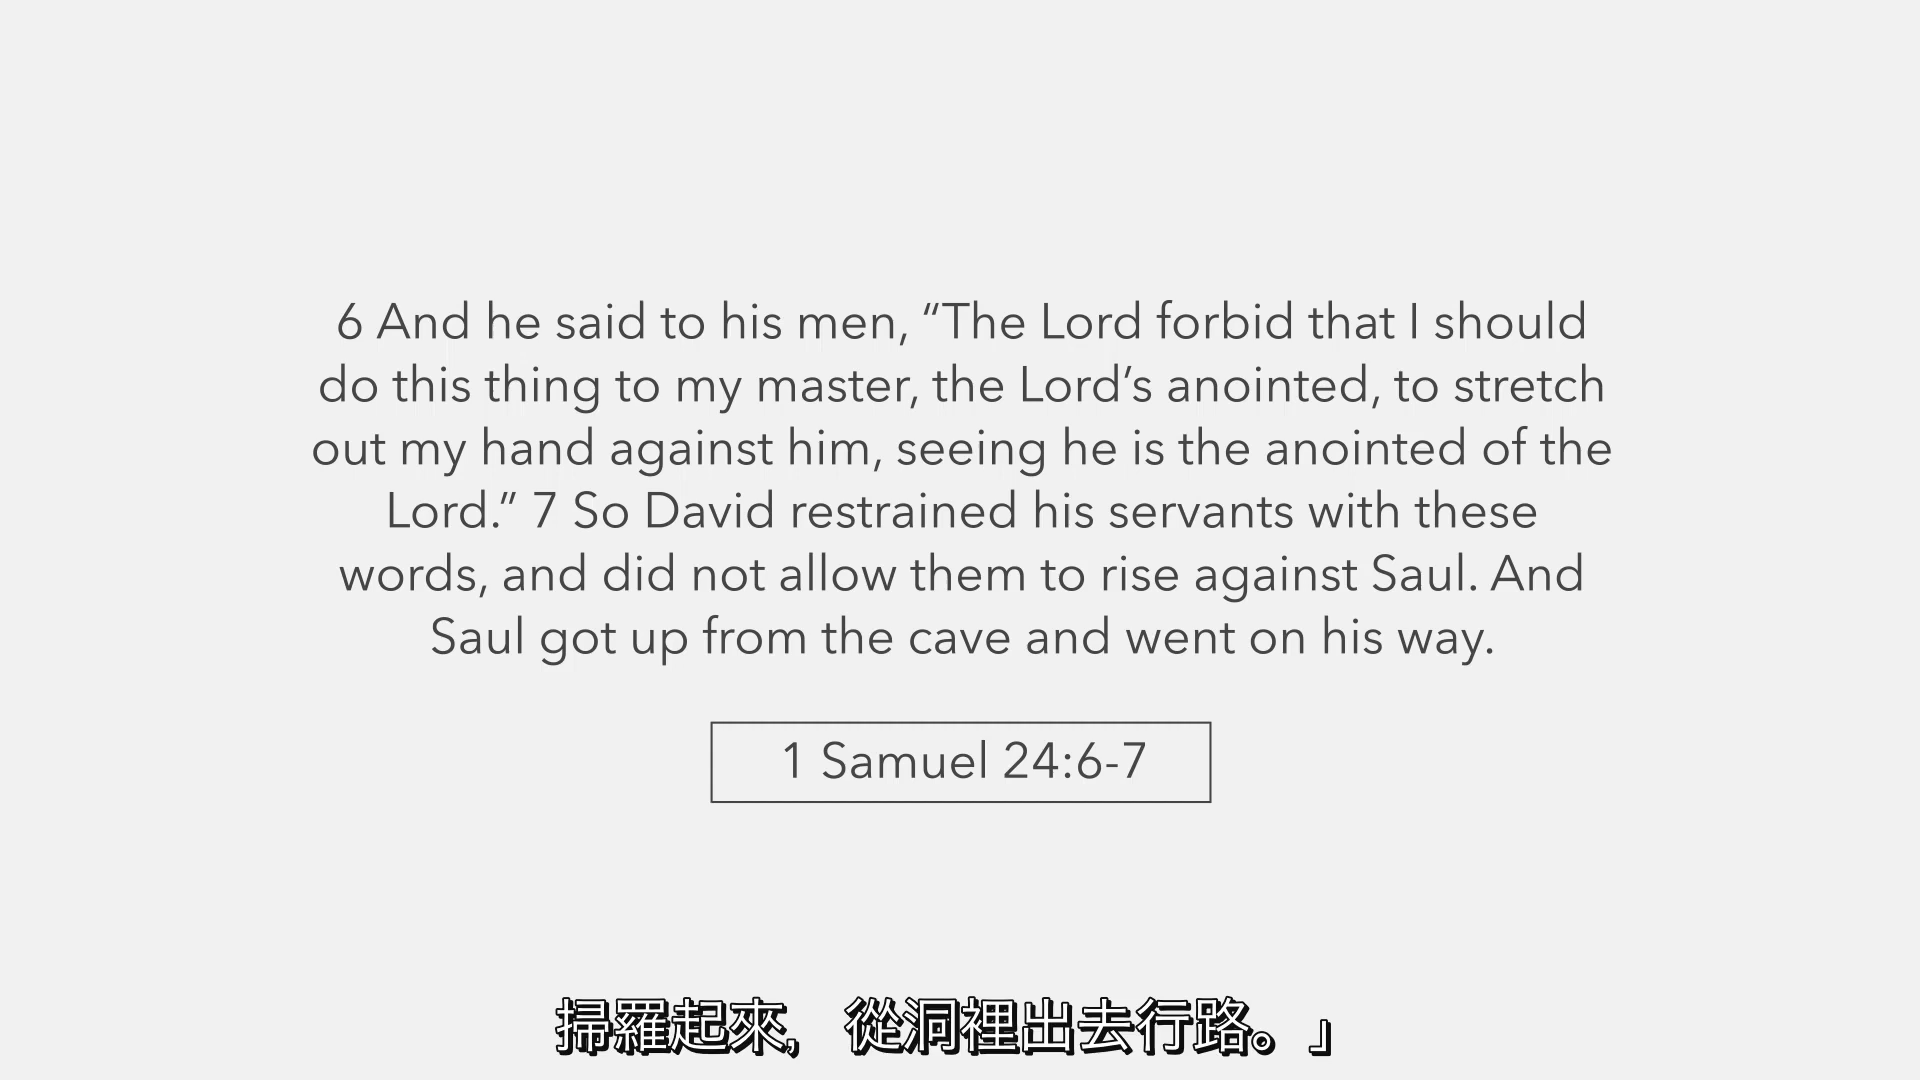 6 And he said to his men, “The Lord forbid that I should
do this thing to my master, the Lord’s anointed, to stretch
out my hand against him, seeing he is the anointed of the
Lord.” 7 So David restrained his servants with these
words, and did not allow them to rise against Saul. And
Saul got up from the cave and went on his way.
1 Samuel 24:6-7
掃羅起來，從洞裡出去行路。」